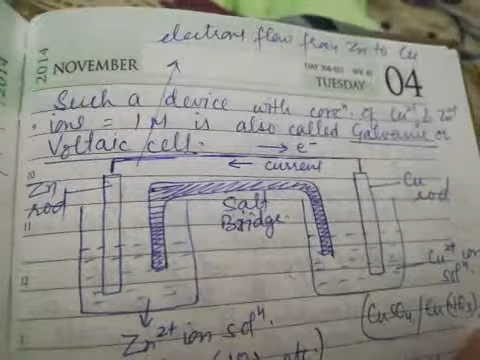 electrons flow from Zn to Cu
2014
NOVEMBER
TUESDAY
04
Such a device with concⁿ. of Cu²⁺ & Zn²⁺
ions = 1M is also called Galvanic or
Voltaic cell.
→ e⁻
← current
10
Zn
rod
Cu
rod
Salt
Bridge.
11
12
Cu²⁺ ion
solⁿ.
Zn²⁺ ion solⁿ.
CuSO₄/Cu(NO₃)
1